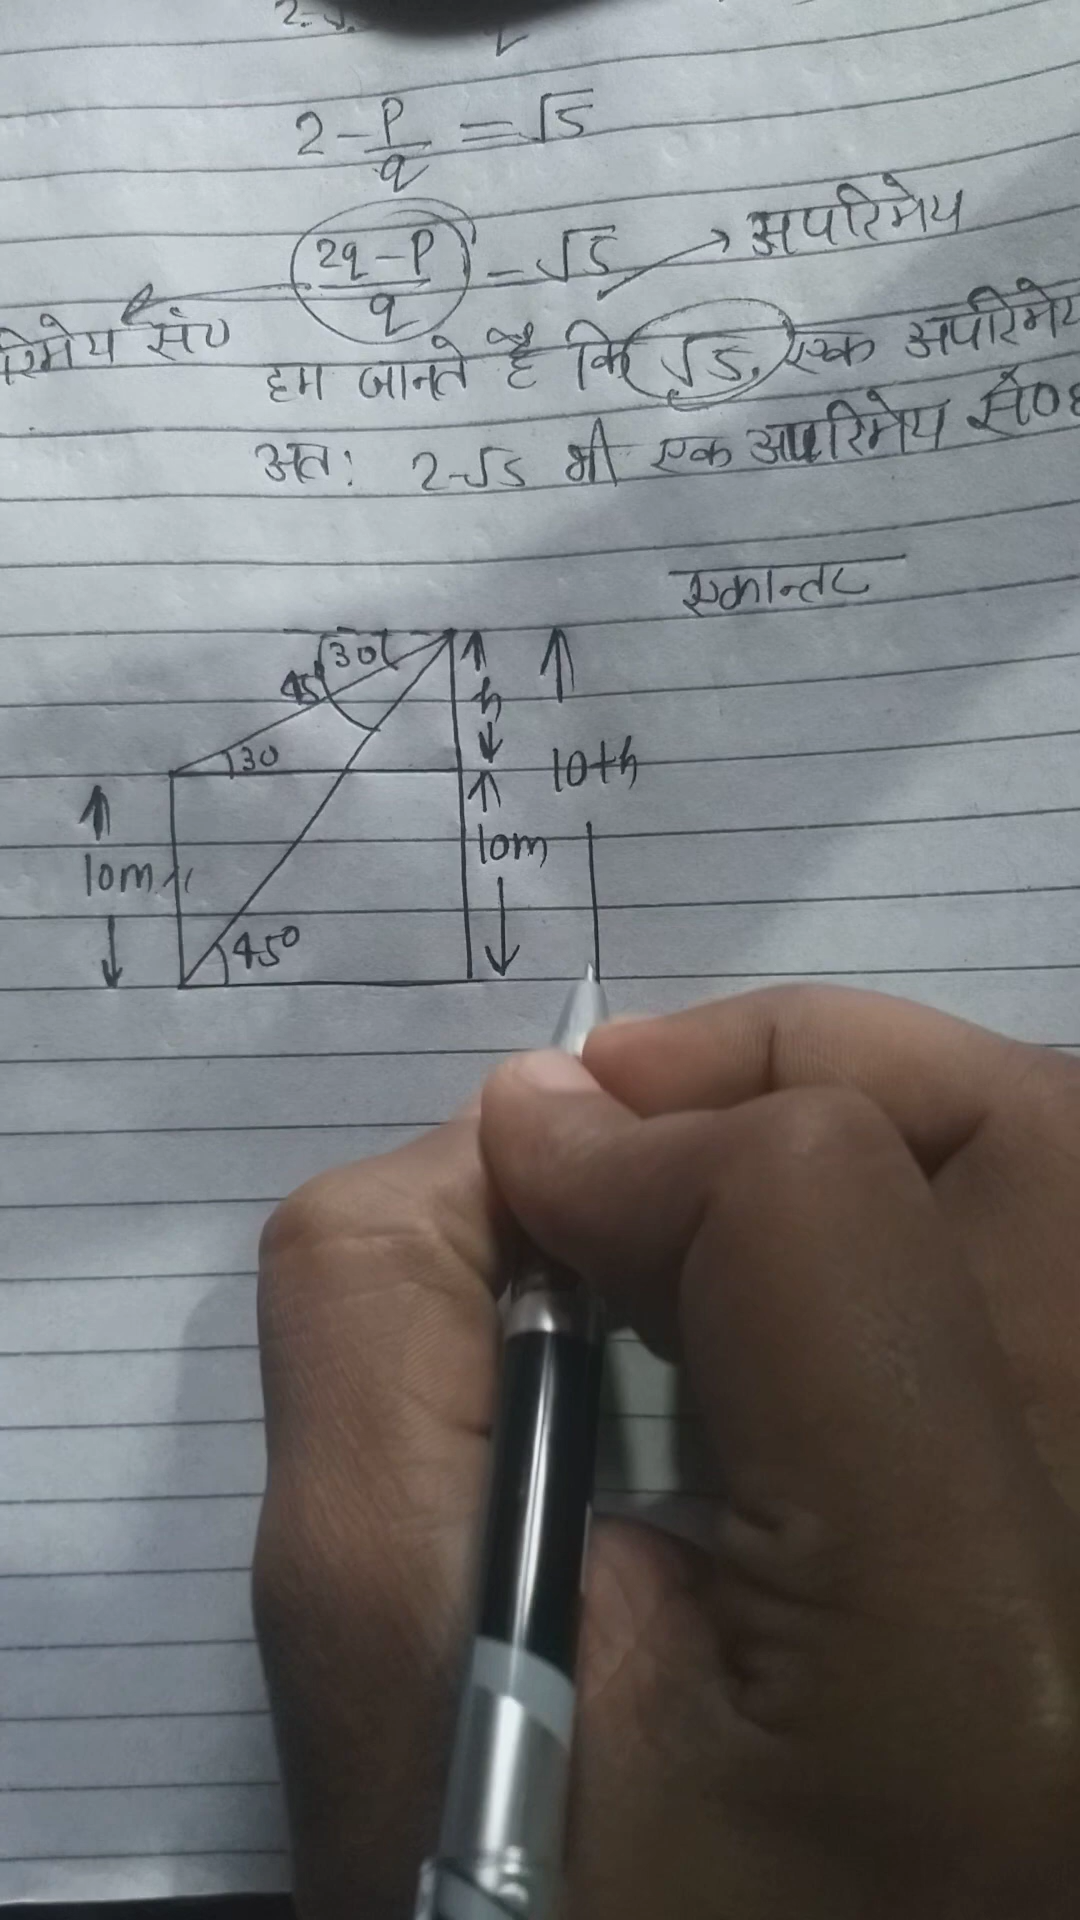 2-√
2 - p/q = √5
(2q - p)/q = √5 → अपरिमेय
रिमेय सं०
हम जानते है कि √5. एक अपरिमेय
अतः 2-√5 भी एक अपरिमेय सं०
एकान्तर
30
45°
h
30
10+h
10m
10m
45°